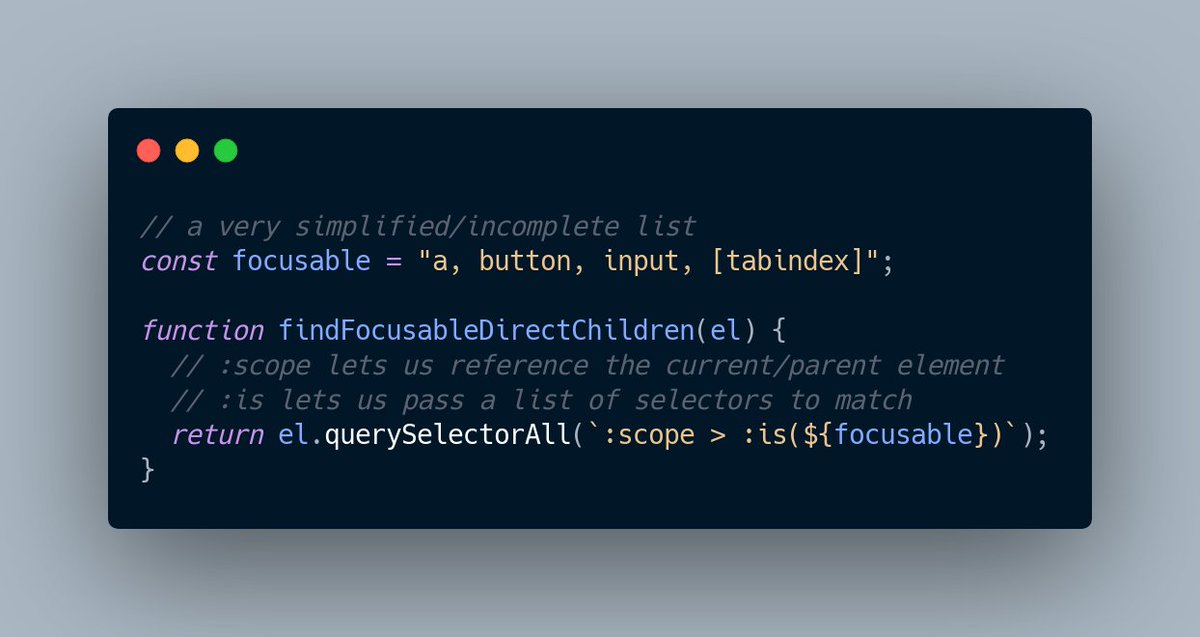 // a very simplified/incomplete list
const focusable = "a, button, input, [tabindex]";
function findFocusableDirectChildren(el) {
// :scope lets us reference the current/parent element
// :is lets us pass a list of selectors to match
return el.querySelectorAll(`:scope > :is(${focusable})`);
}